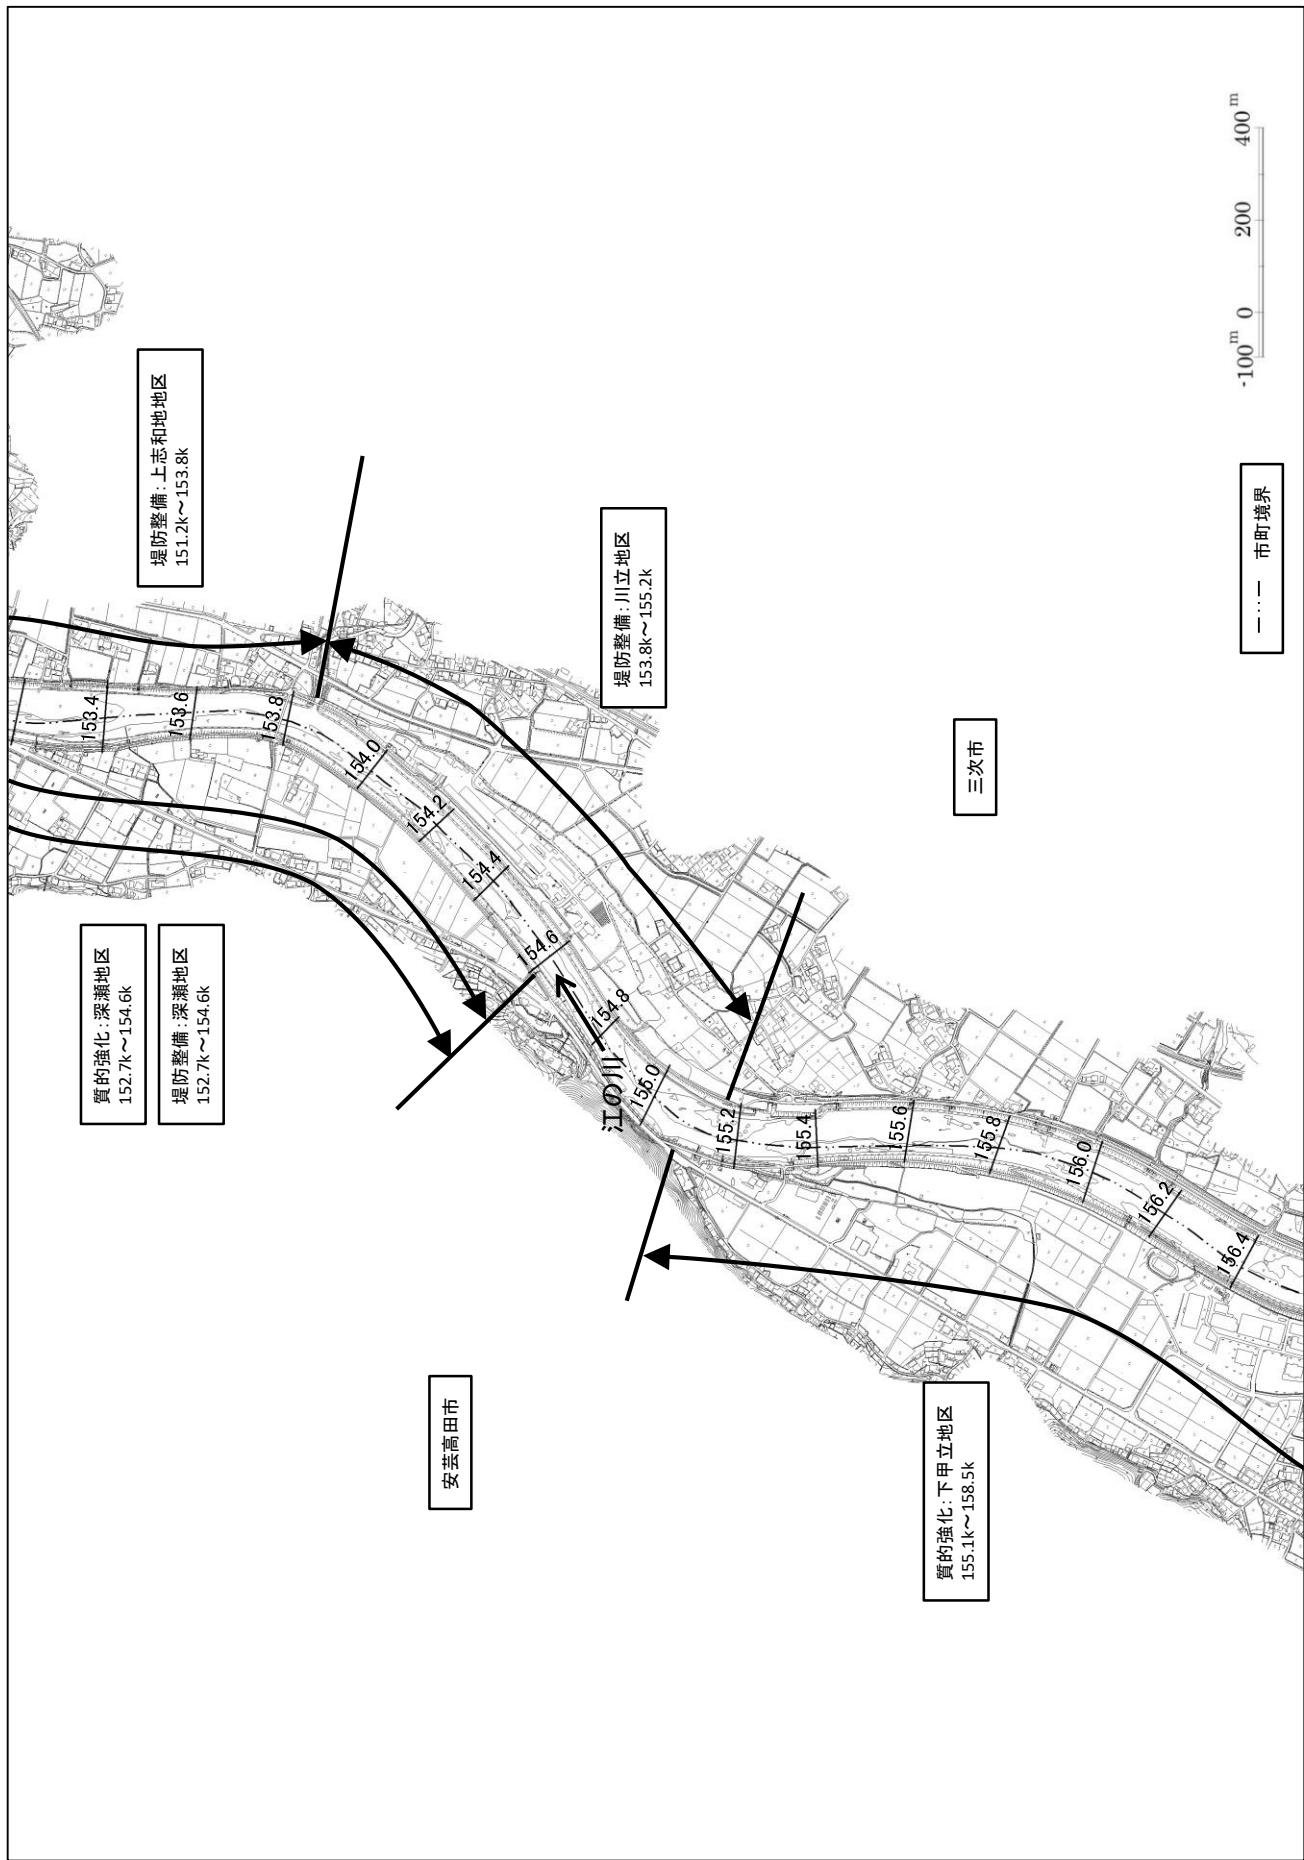 質的強化:深瀬地区
152.7k～154.6k
堤防整備:深瀬地区
152.7k～154.6k
堤防整備:上志和地地区
151.2k～153.8k
堤防整備:川立地区
153.8k～155.2k
質的強化:下甲立地区
155.1k～158.5k
安芸高田市
三次市
江の川
153.4
153.6
153.8
154.0
154.2
154.4
154.6
154.8
155.0
155.2
155.4
155.6
155.8
156.0
156.2
156.4
市町境界
-100m 0 200 400m